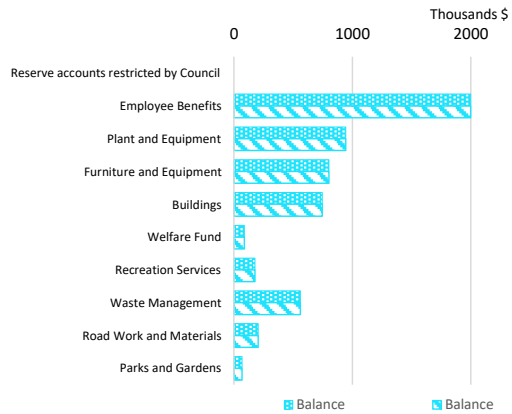 Thousands $
0 1000 2000
Reserve accounts restricted by Council
Employee Benefits
Plant and Equipment
Furniture and Equipment
Buildings
Welfare Fund
Recreation Services
Waste Management
Road Work and Materials
Parks and Gardens
Balance Balance